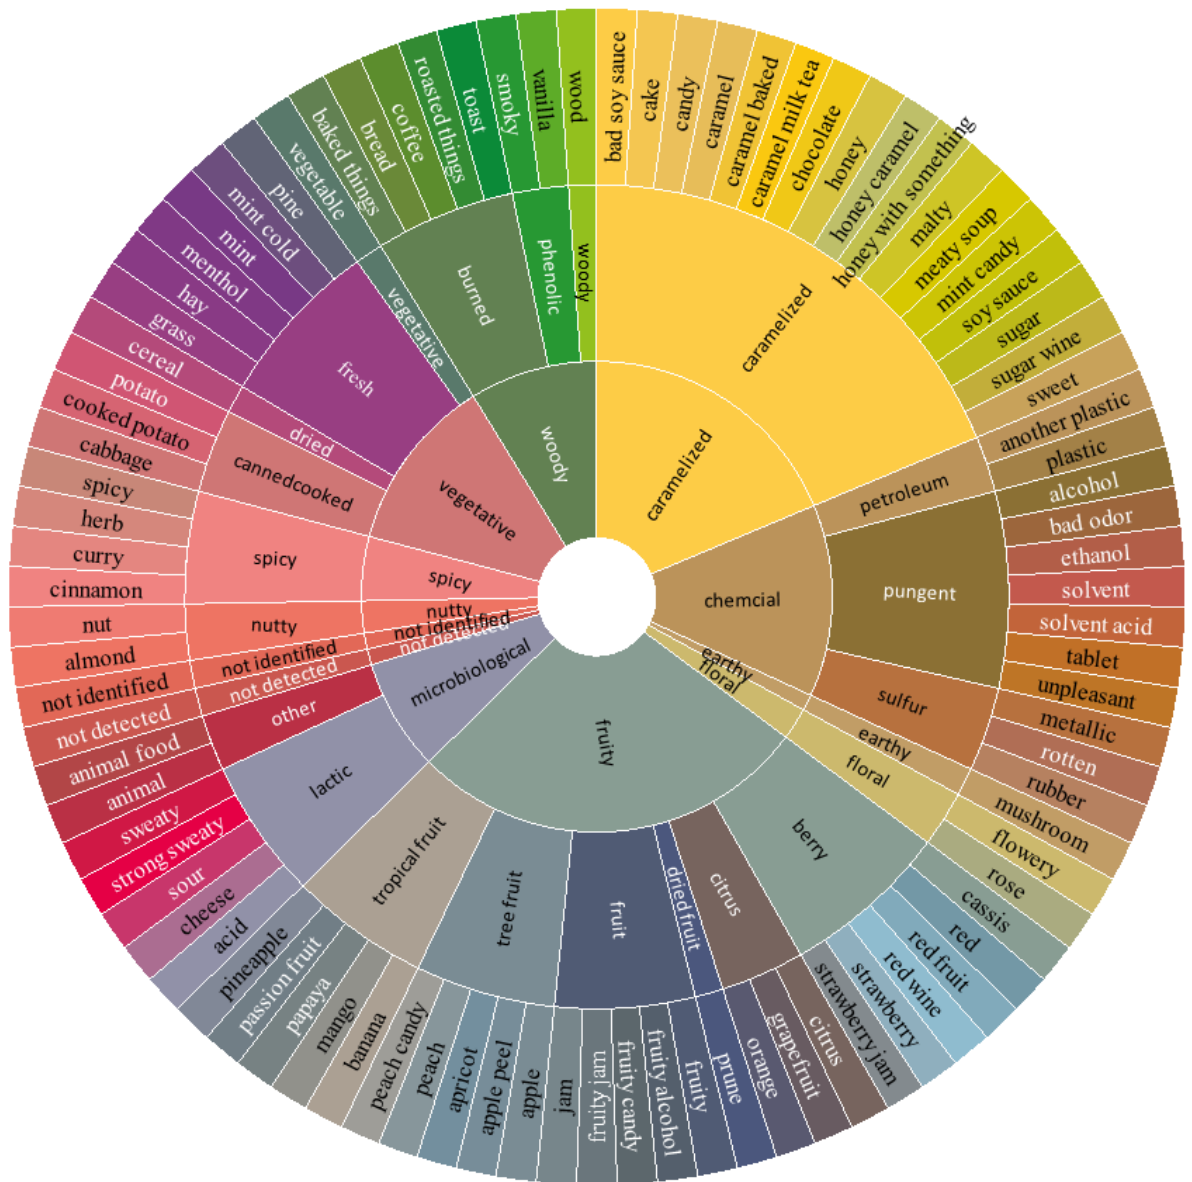 bad soy sauce
cake
candy
caramel
caramel baked
caramel milk tea
chocolate
honey
honey caramel
honey with something
malty
meaty soup
mint candy
soy sauce
sugar
sugar wine
sweet
another plastic
plastic
alcohol
bad odor
ethanol
solvent
solvent acid
tablet
unpleasant
metallic
rotten
rubber
mushroom
flowery
rose
cassis
red
red fruit
red wine
strawberry
strawberry jam
citrus
grapefruit
orange
prune
fruity
fruity alcohol
fruity candy
fruity jam
jam
apple
apple peel
apricot
peach
peach candy
banana
mango
papaya
passion fruit
pineapple
acid
cheese
sour
strong sweaty
sweaty
animal
animal food
not detected
not identified
almond
nut
cinnamon
curry
herb
spicy
cabbage
cooked potato
potato
cereal
grass
hay
menthol
mint
mint cold
pine
vegetable
baked things
bread
coffee
roasted things
toast
smoky
vanilla
wood
caramelized
petroleum
pungent
sulfur
earthy
floral
berry
citrus
dried fruit
fruit
tree fruit
tropical fruit
lactic
other
not detected
not identified
nutty
spicy
cannedcooked
dried
fresh
vegetative
burned
phenolic
woody
caramelized
chemcial
earthy
floral
fruity
microbiological
not detected
not identified
nutty
spicy
vegetative
woody